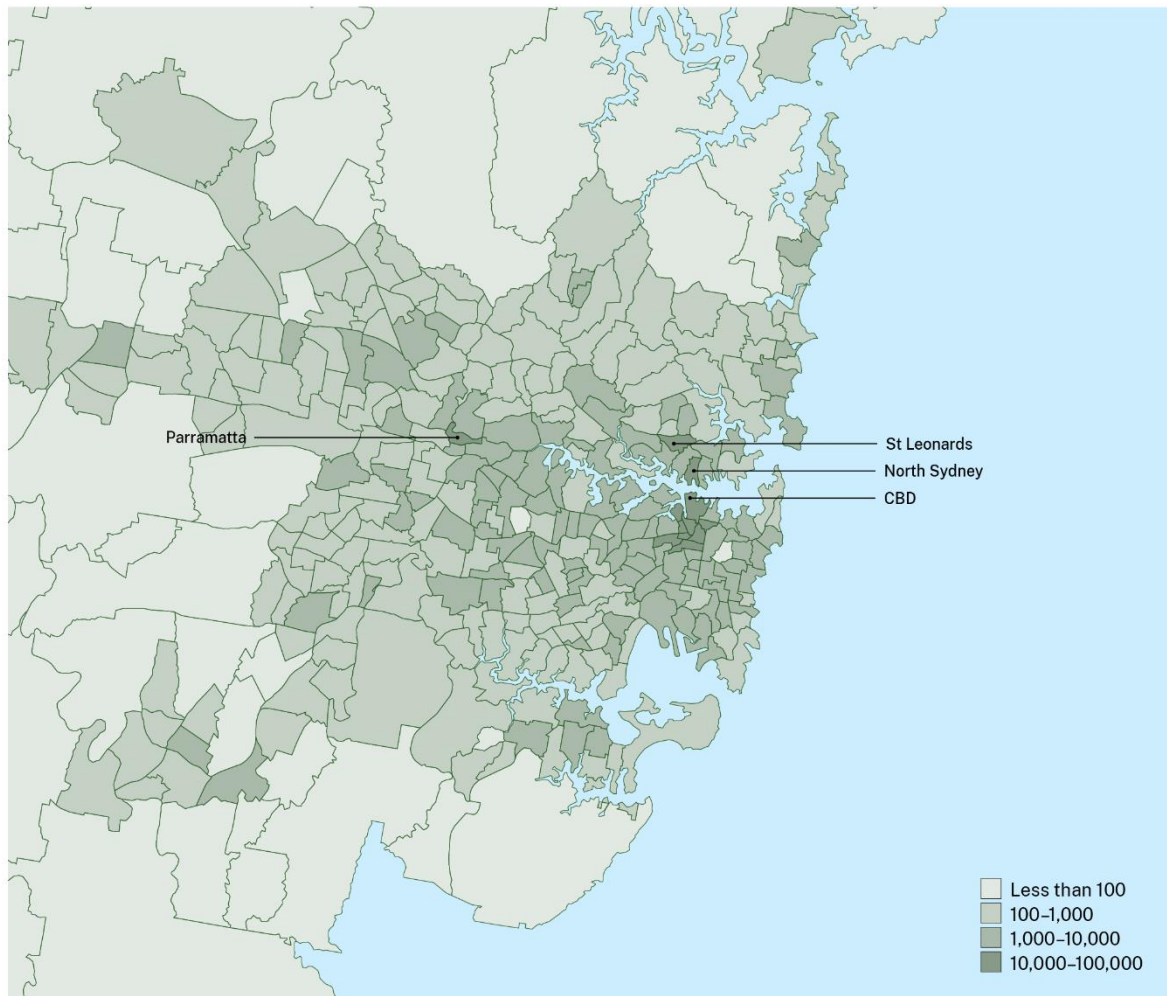 Parramatta
St Leonards
North Sydney
CBD
Less than 100
100–1,000
1,000–10,000
10,000–100,000